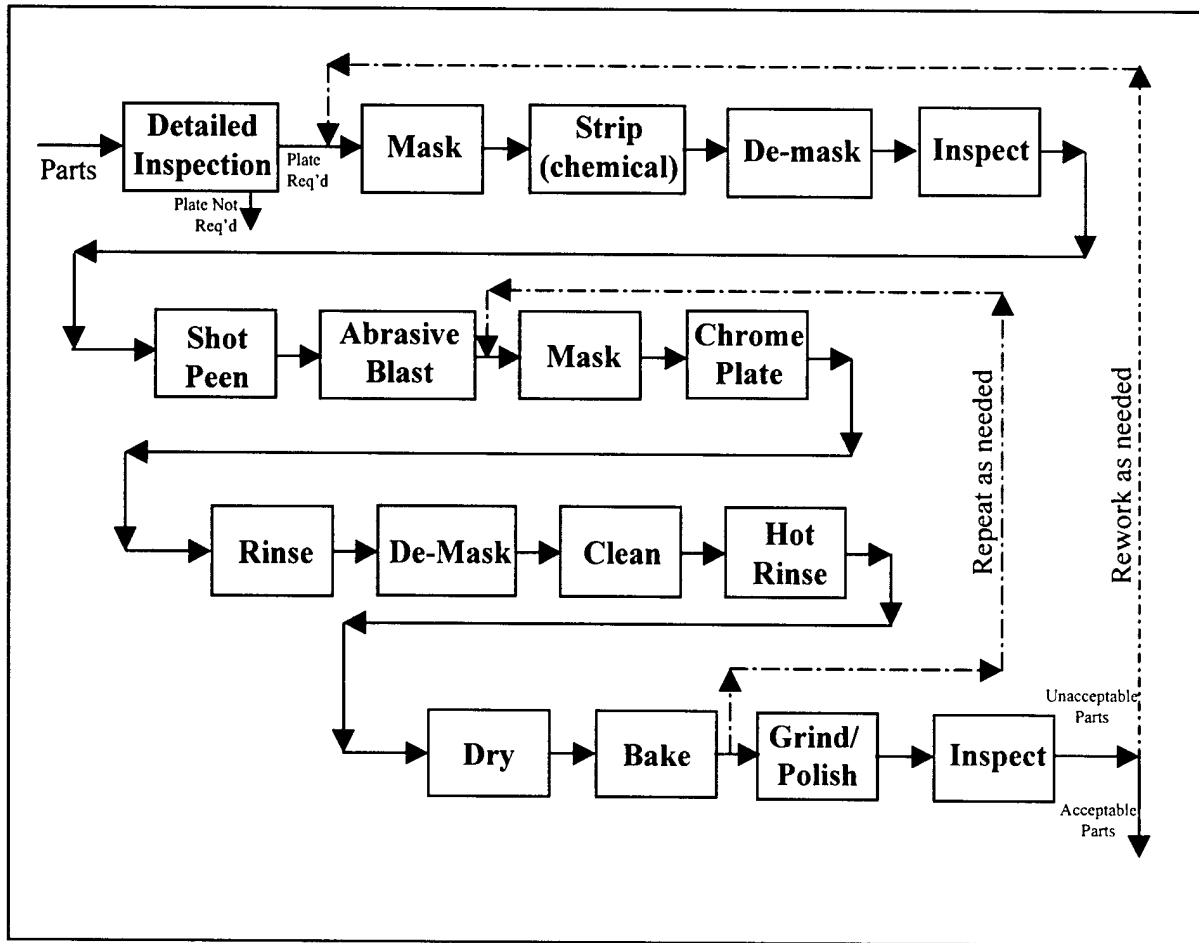 Parts
Detailed
Inspection
Plate
Req'd
Plate Not
Req'd
Mask
Strip
(chemical)
De-mask
Inspect
Shot
Peen
Abrasive
Blast
Mask
Chrome
Plate
Rinse
De-Mask
Clean
Hot
Rinse
Repeat as needed
Rework as needed
Dry
Bake
Grind/
Polish
Inspect
Unacceptable
Parts
Acceptable
Parts